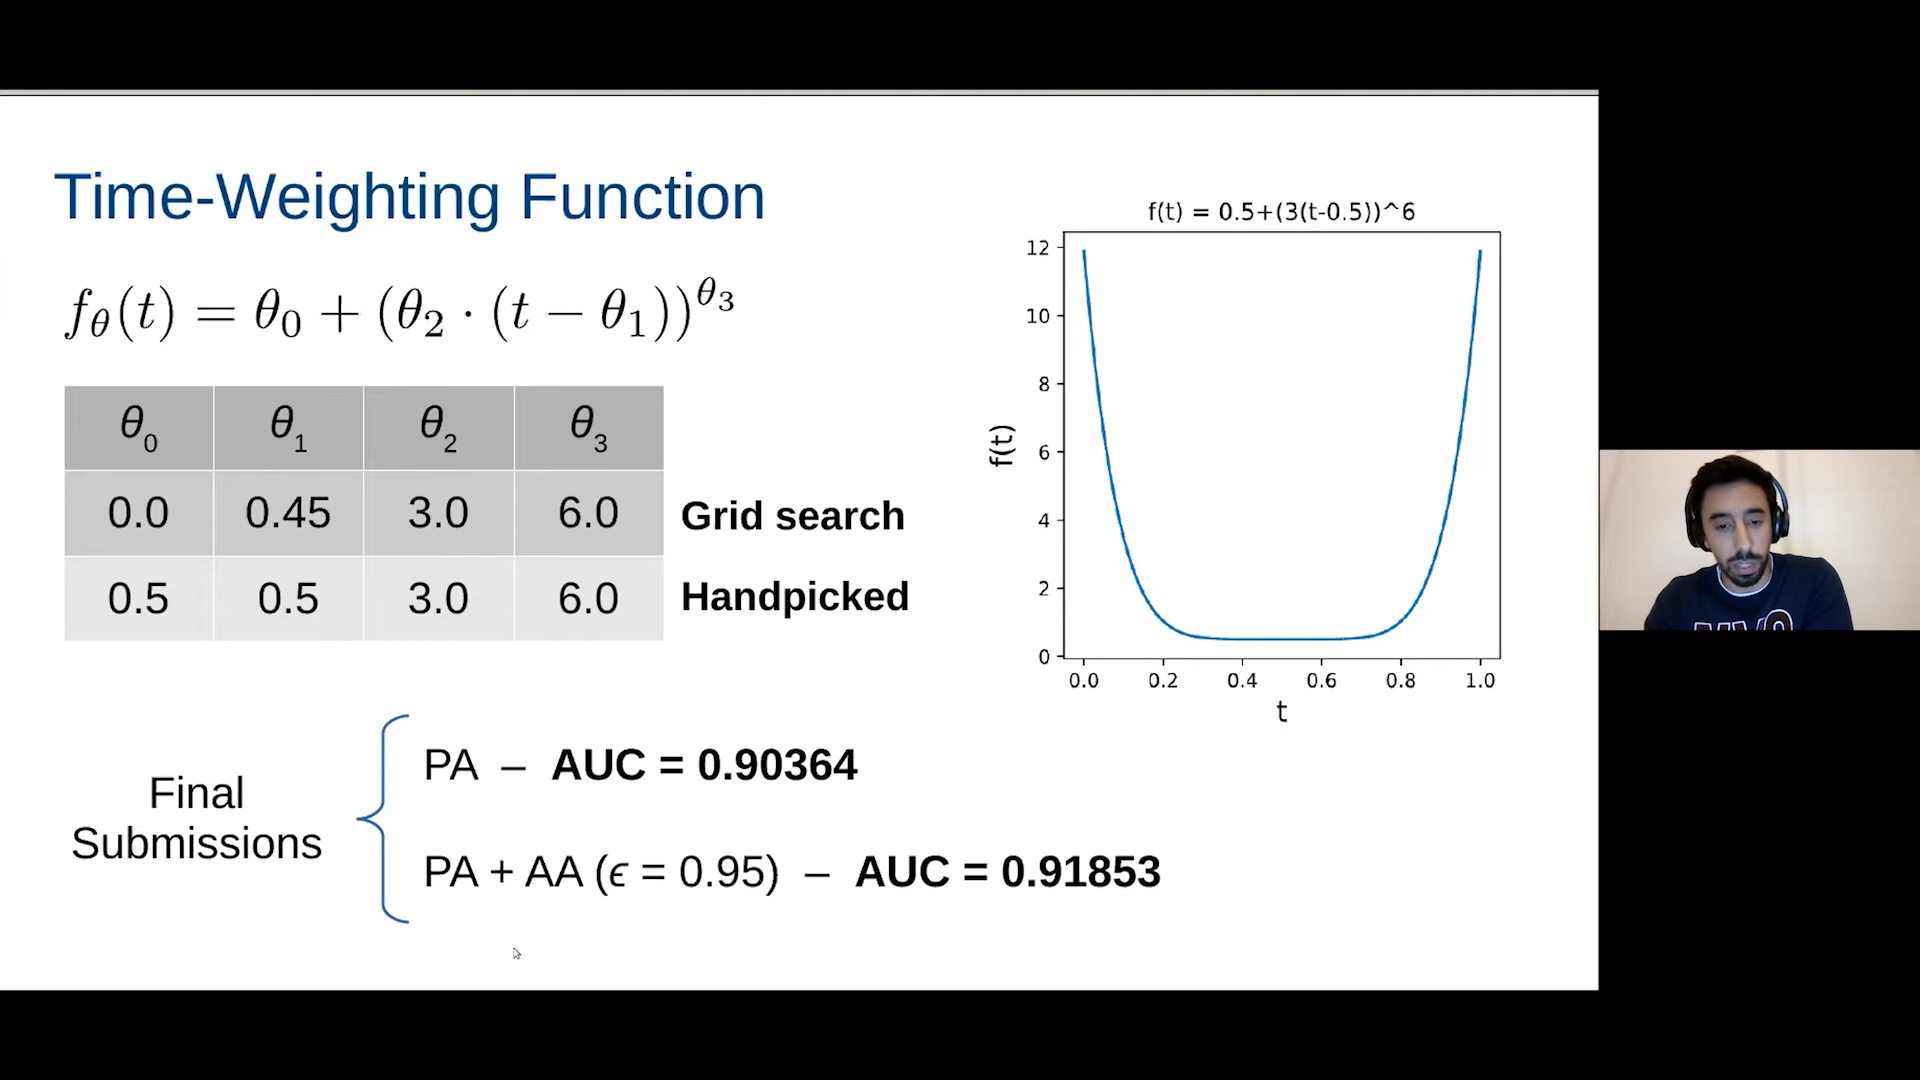 Time-Weighting Function
f_θ(t) = θ_0 + (θ_2 · (t − θ_1))^θ_3
θ_0 θ_1 θ_2 θ_3
0.0 0.45 3.0 6.0 Grid search
0.5 0.5 3.0 6.0 Handpicked
f(t) = 0.5+(3(t-0.5))^6
12
10
8
6
4
2
0
f(t)
0.0 0.2 0.4 0.6 0.8 1.0
t
Final
Submissions
PA – AUC = 0.90364
PA + AA (ϵ = 0.95) – AUC = 0.91853